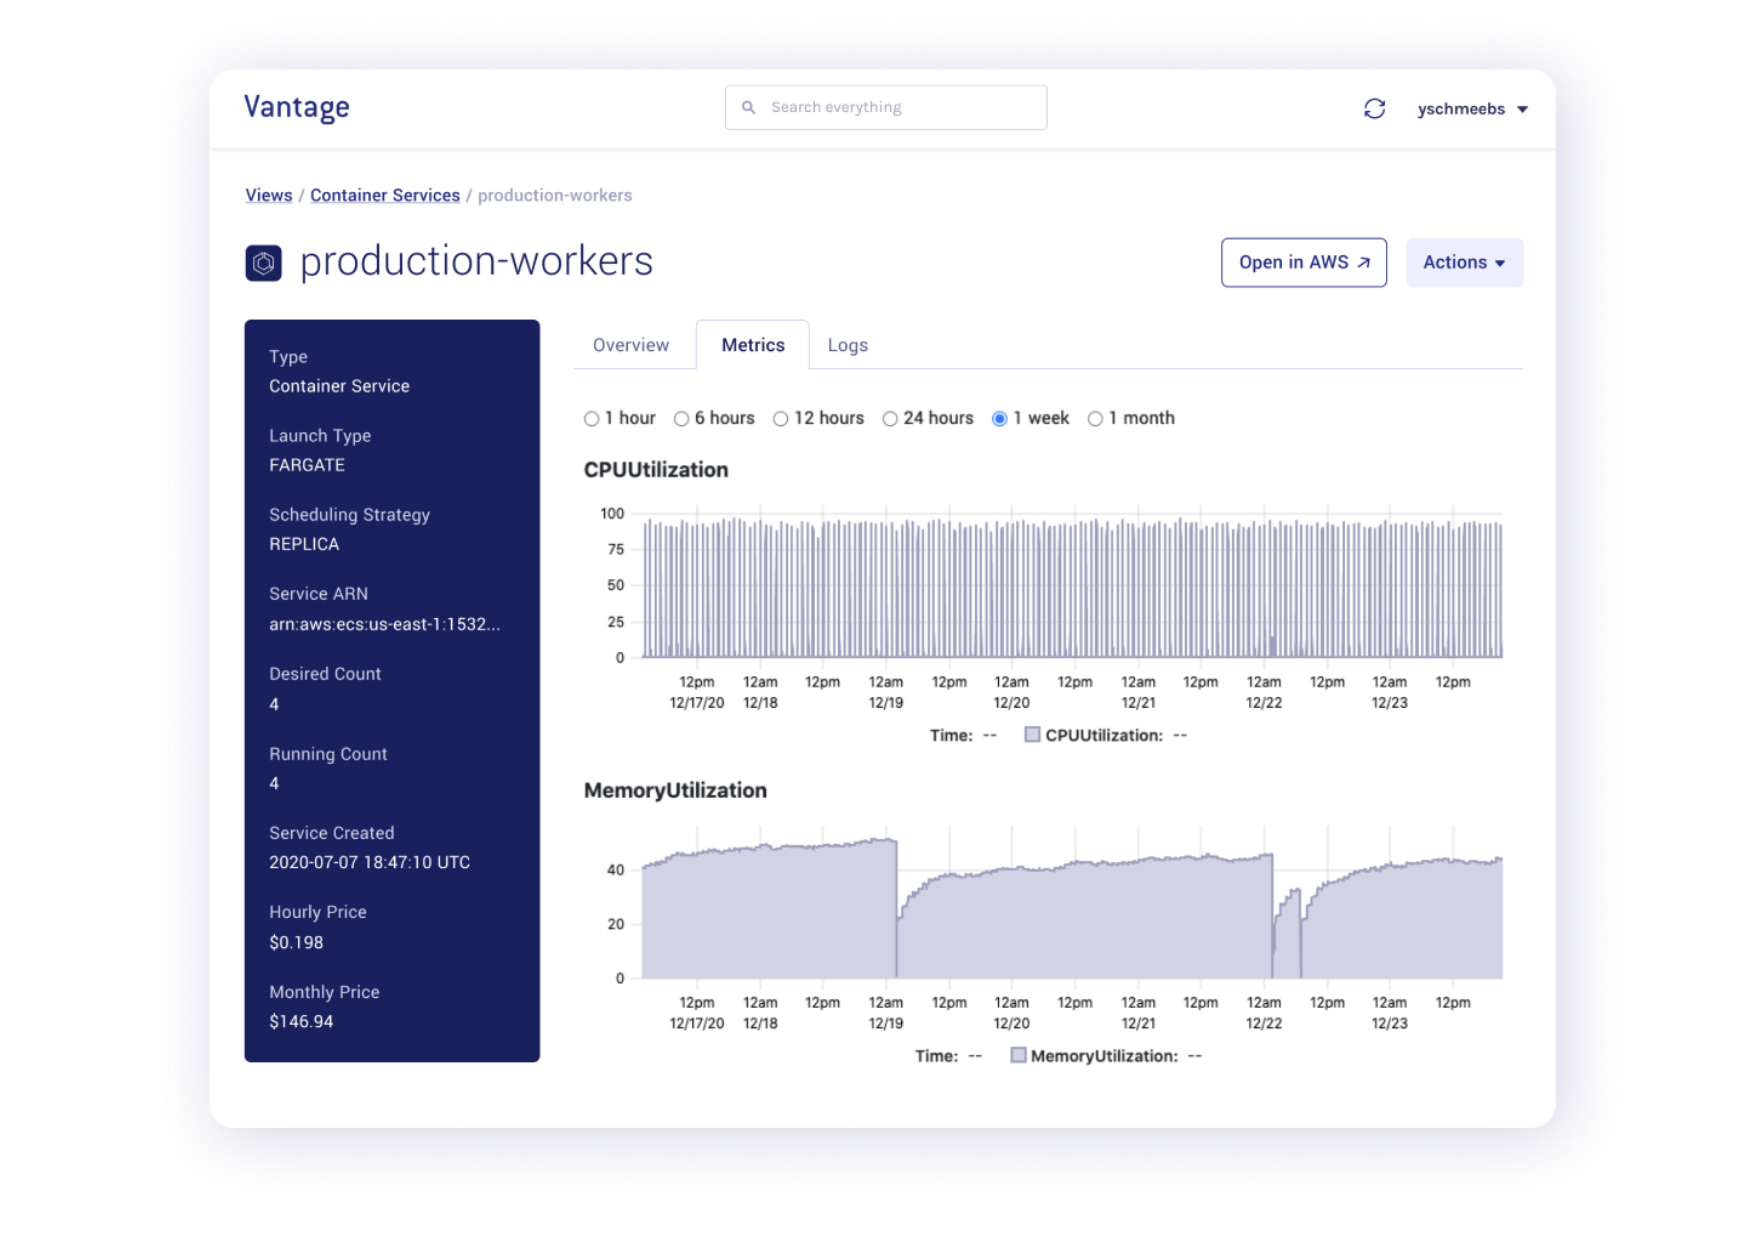 Vantage
Search everything
yschmeebs
Views / Container Services / production-workers
production-workers
Open in AWS
Actions
Type
Container Service
Launch Type
FARGATE
Scheduling Strategy
REPLICA
Service ARN
arn:aws:ecs:us-east-1:1532...
Desired Count
4
Running Count
4
Service Created
2020-07-07 18:47:10 UTC
Hourly Price
$0.198
Monthly Price
$146.94
Overview Metrics Logs
1 hour 6 hours 12 hours 24 hours 1 week 1 month
CPUUtilization
100
75
50
25
0
12pm 12am 12pm 12am 12pm 12am 12pm 12am 12pm 12am 12pm 12am 12pm
12/17/20 12/18 12/19 12/20 12/21 12/22 12/23
Time: -- CPUUtilization: --
MemoryUtilization
40
20
0
12pm 12am 12pm 12am 12pm 12am 12pm 12am 12pm 12am 12pm 12am 12pm
12/17/20 12/18 12/19 12/20 12/21 12/22 12/23
Time: -- MemoryUtilization: --